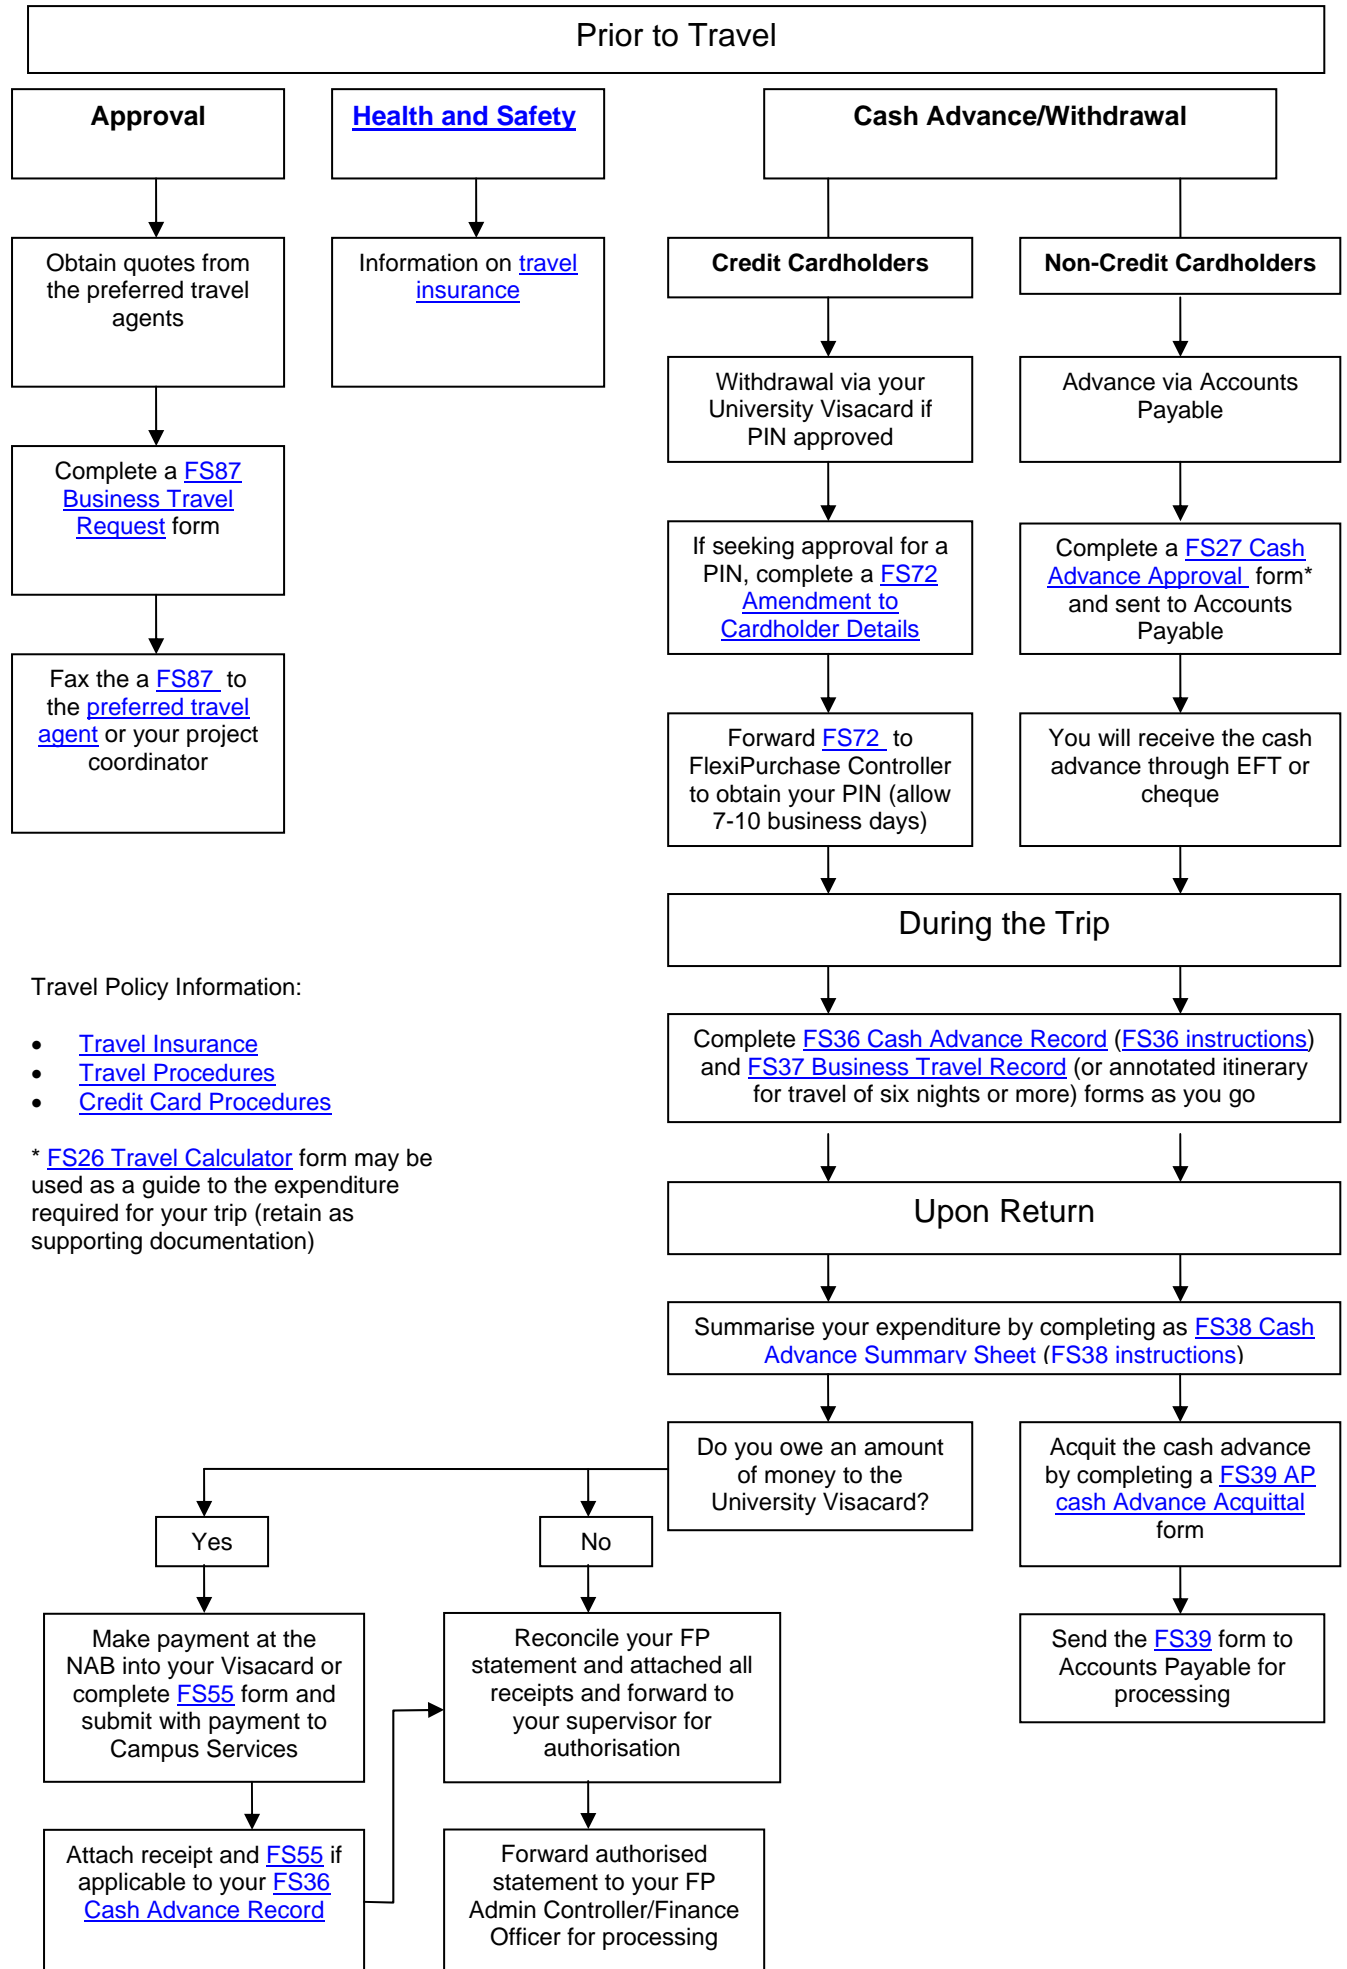 Prior to Travel
Approval
Health and Safety
Cash Advance/Withdrawal
Obtain quotes from
the preferred travel
agents
Information on travel
insurance
Credit Cardholders
Non-Credit Cardholders
Withdrawal via your
University Visacard if
PIN approved
Advance via Accounts
Payable
Complete a FS87
Business Travel
Request form
If seeking approval for a
PIN, complete a FS72
Amendment to
Cardholder Details
Complete a FS27 Cash
Advance Approval  form*
and sent to Accounts
Payable
Fax the a FS87  to
the preferred travel
agent or your project
coordinator
Forward FS72  to
FlexiPurchase Controller
to obtain your PIN (allow
7-10 business days)
You will receive the cash
advance through EFT or
cheque
During the Trip
Travel Policy Information:
• Travel Insurance
• Travel Procedures
• Credit Card Procedures
* FS26 Travel Calculator form may be
used as a guide to the expenditure
required for your trip (retain as
supporting documentation)
Complete FS36 Cash Advance Record (FS36 instructions)
and FS37 Business Travel Record (or annotated itinerary
for travel of six nights or more) forms as you go
Upon Return
Summarise your expenditure by completing as FS38 Cash
Advance Summary Sheet (FS38 instructions)
Do you owe an amount
of money to the
University Visacard?
Acquit the cash advance
by completing a FS39 AP
cash Advance Acquittal
form
Yes
No
Make payment at the
NAB into your Visacard or
complete FS55 form and
submit with payment to
Campus Services
Reconcile your FP
statement and attached all
receipts and forward to
your supervisor for
authorisation
Send the FS39 form to
Accounts Payable for
processing
Attach receipt and FS55 if
applicable to your FS36
Cash Advance Record
Forward authorised
statement to your FP
Admin Controller/Finance
Officer for processing